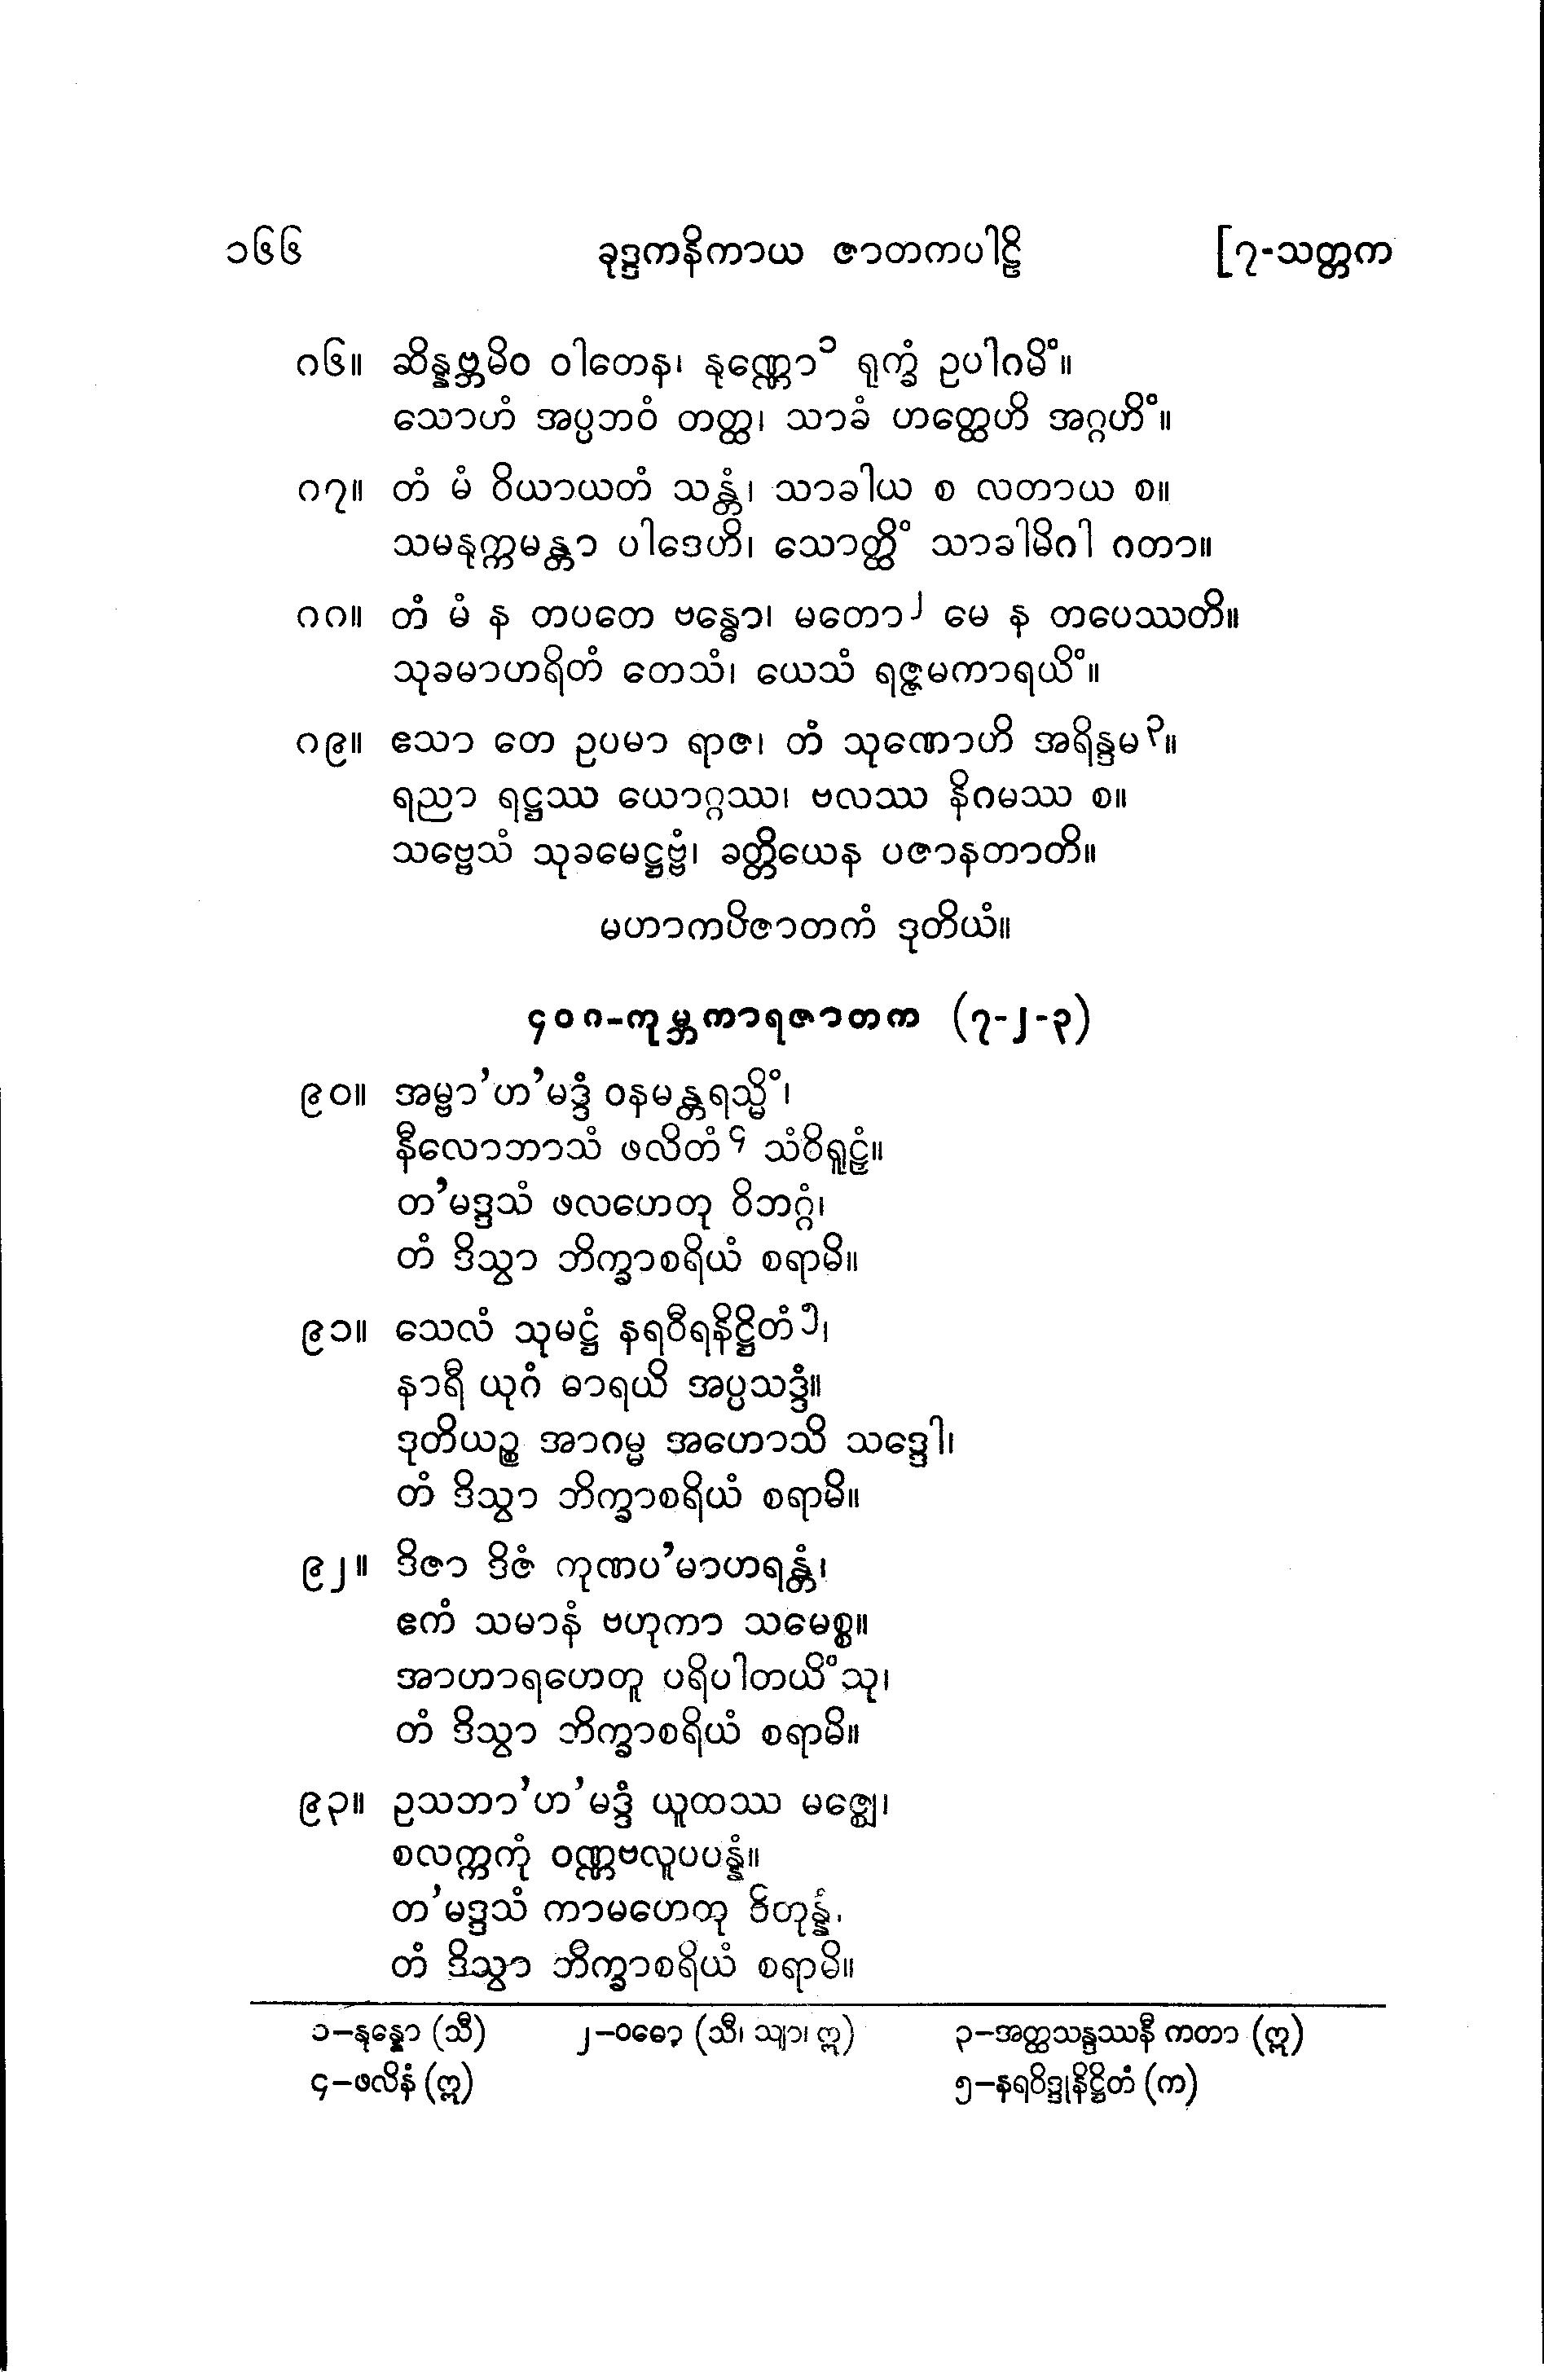 ၁၆၆ ခုဒ္ဒကနိကာယ ဇာတကပါဠိ [၇-သတ္တက
၈၆။ ဆိန္နဗ္ဘမိဝ ဝါတေန၊ နုဏ္ဏော၁ ရုက္ခံ ဥပါဂမိံ။
သောဟံ အပ္ပဘဝံ တတ္ထ၊ သာခံ ဟတ္ထေဟိ အဂ္ဂဟိံ။
၈၇။ တံ မံ ဝိယာယတံ သန္တံ၊ သာခါယ စ လတာယ စ။
သမနုက္ကမန္တာ ပါဒေဟိ၊ သောတ္ထိံ သာခါမိဂါ ဂတာ။
၈၈။ တံ မံ န တပတေ ဗန္ဓော၊ မတော၂ မေ န တပေဿတိ။
သုခမာဟရိတံ တေသံ၊ ယေသံ ရဇ္ဇမကာရယိံ။
၈၉။ ဧသာ တေ ဥပမာ ရာဇ၊ တံ သုဏောဟိ အရိန္ဒမ၃။
ရညာ ရဋ္ဌဿ ယောဂ္ဂဿ၊ ဗလဿ နိဂမဿ စ။
သဗ္ဗေသံ သုခမေဋ္ဌဗ္ဗံ၊ ခတ္တိယေန ပဇာနတာတိ။
မဟာကပိဇာတကံ ဒုတိယံ။
၄၀၈-ကုမ္ဘကာရဇာတက (၇-၂-၃)
၉၀။ အမ္ဗာ’ဟ’မဒ္ဒံ ဝနမန္တရသ္မိံ၊
နီလောဘာသံ ဖလိတံ၄ သံဝိရူဠှံ။
တ’မဒ္ဒသံ ဖလဟေတု ဝိဘဂ္ဂံ၊
တံ ဒိသွာ ဘိက္ခာစရိယံ စရာမိ။
၉၁။ သေလံ သုမဋ္ဌံ နရဝီရနိဋ္ဌိတံ၅၊
နာရီ ယုဂံ ဓာရယိ အပ္ပသဒ္ဒံ။
ဒုတိယဉ္စ အာဂမ္မ အဟောသိ သဒ္ဒေါ၊
တံ ဒိသွာ ဘိက္ခာစရိယံ စရာမိ။
၉၂။ ဒိဇာ ဒိဇံ ကုဏပ’မာဟရန္တံ၊
ဧကံ သမာနံ ဗဟုကာ သမေစ္စ။
အာဟာရဟေတူ ပရိပါတယိံသု၊
တံ ဒိသွာ ဘိက္ခာစရိယံ စရာမိ။
၉၃။ ဥသဘာ’ဟ’မဒ္ဒံ ယူထဿ မဇ္ဈေ၊
စလက္ကကုံ ဝဏ္ဏဗလူပပန္နံ။
တ’မဒ္ဒသံ ကာမဟေတု ဝိတုန္နံ၊
တံ ဒိသွာ ဘိက္ခာစရိယံ စရာမိ။
၁–နုန္နော (သီ) ၂–ဝဓော (သီ၊ သျာ၊ ဣ) ၃–အတ္ထသန္ဒဿနီ ကတာ (ဣ)
၄–ဖလိနံ (ဣ) ၅–နရဝိဒ္ဒုနိဋ္ဌိတံ (က)